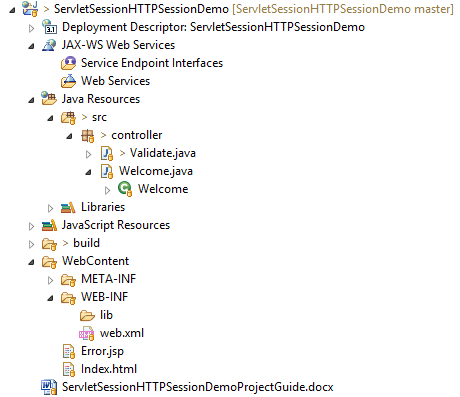 > ServletSessionHTTPSessionDemo [ServletSessionHTTPSessionDemo master]
3.1 Deployment Descriptor: ServletSessionHTTPSessionDemo
JAX-WS Web Services
Service Endpoint Interfaces
Web Services
Java Resources
> src
> controller
> Validate.java
Welcome.java
Welcome
Libraries
JavaScript Resources
> build
WebContent
META-INF
WEB-INF
lib
web.xml
Error.jsp
Index.html
ServletSessionHTTPSessionDemoProjectGuide.docx